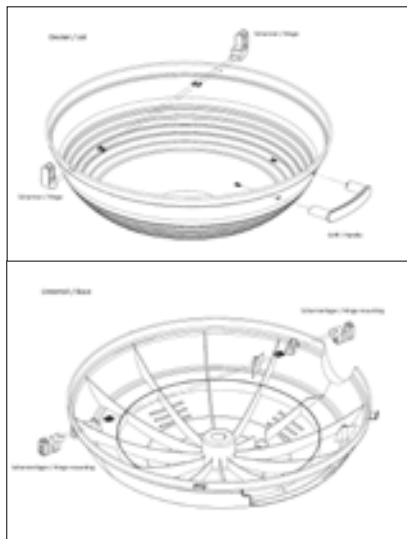 Deckel / Lid
Scharnier / Hinge
Scharnier / Hinge
Griff / Handle
Unterteil / Base
Scharnierlager / Hinge mounting
Scharnierlager / Hinge mounting